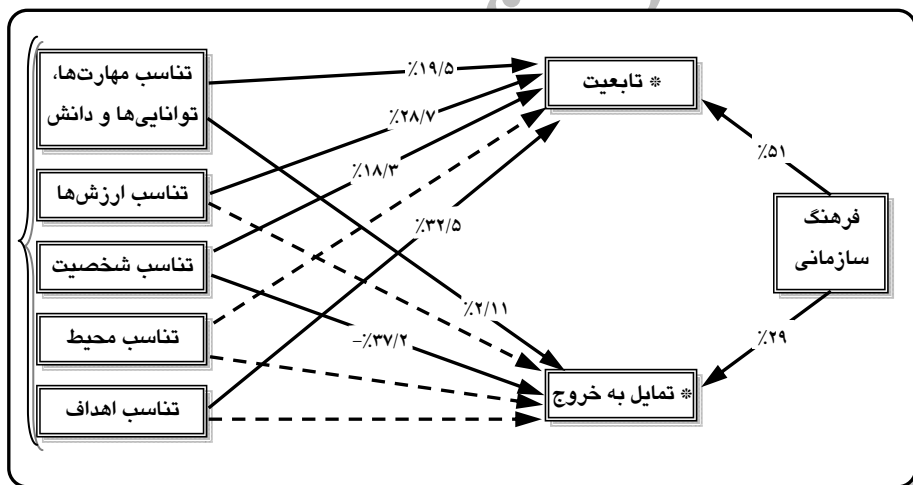 تناسب مهارت‌ها،
توانایی‌ها و دانش
تناسب ارزش‌ها
تناسب شخصیت
تناسب محیط
تناسب اهداف
٪۱۹/۵
٪۲۸/۷
٪۱۸/۳
٪۳۲/۵
٪۲/۱۱
−٪۳۷/۲
* تابعیت
* تمایل به خروج
٪۵۱
٪۲۹
فرهنگ
سازمانی